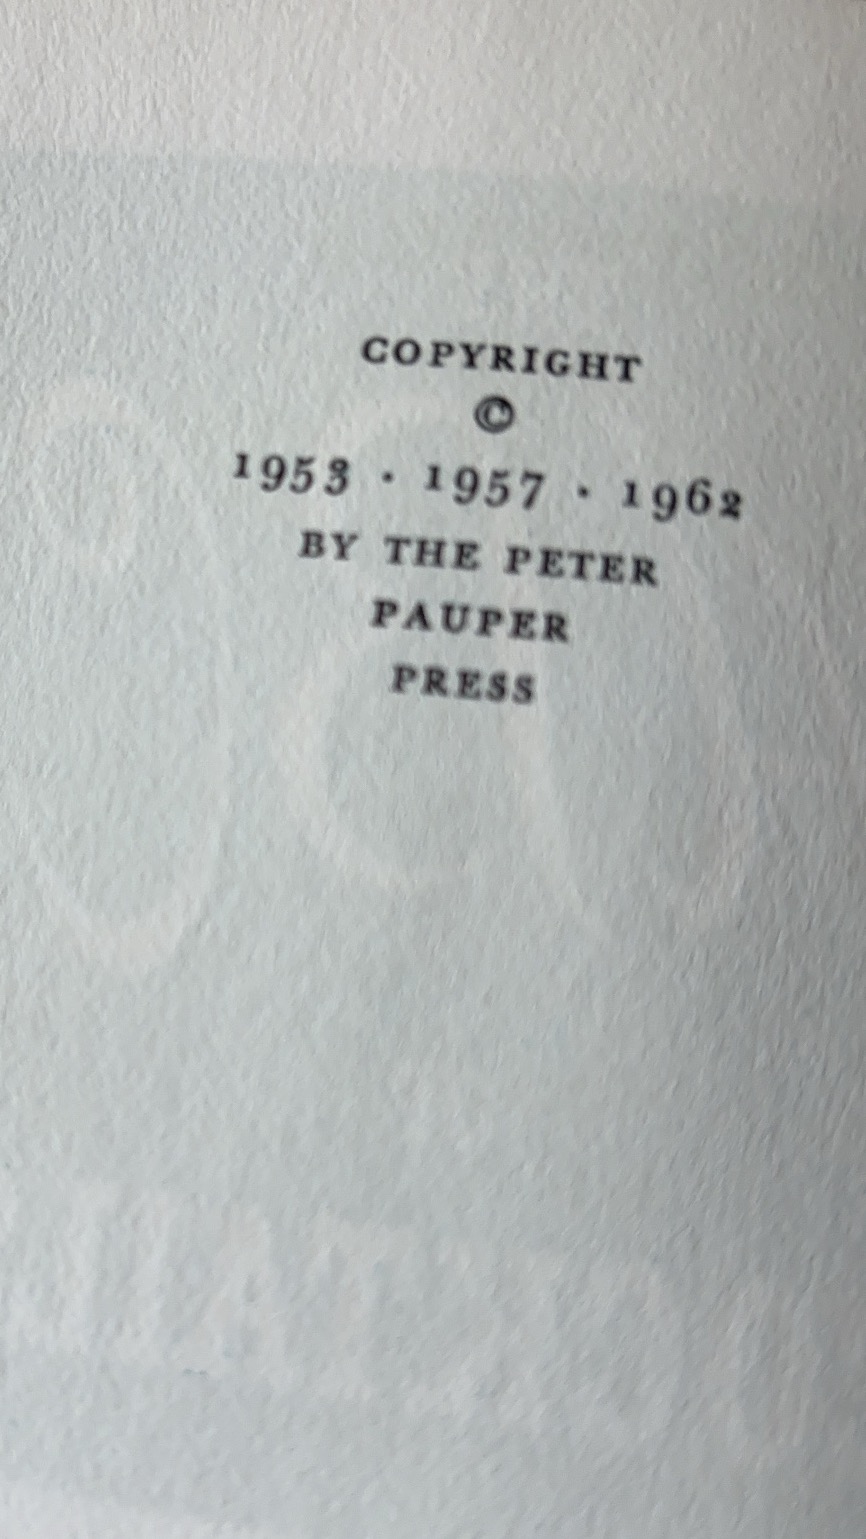 COPYRIGHT
©
1953 · 1957 · 1962
BY THE PETER
PAUPER
PRESS